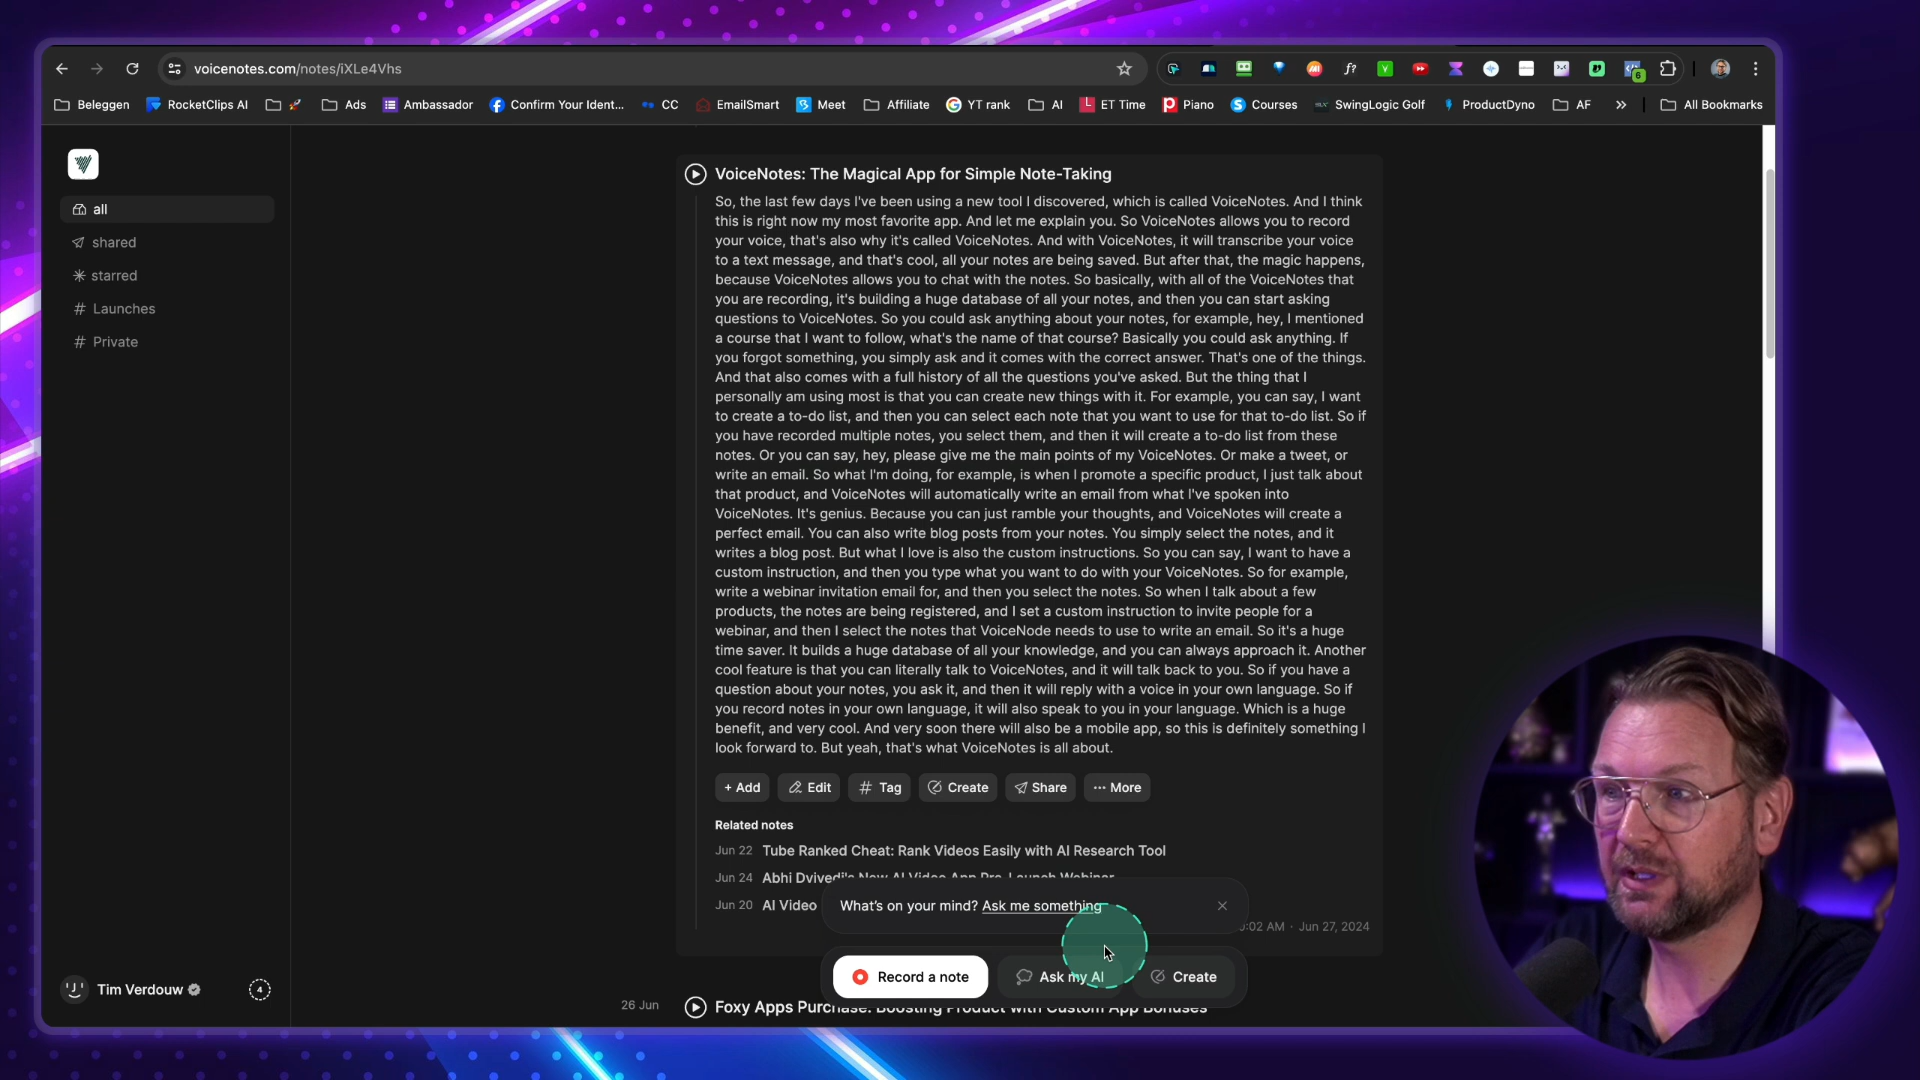 voicenotes.com/notes/iXLe4Vhs
6
Beleggen
RocketClips AI
Ads
Ambassador
Confirm Your Ident...
CC
EmailSmart
Meet
Affiliate
YT rank
AI
ET Time
Piano
Courses
SwingLogic Golf
ProductDyno
AF
All Bookmarks
all
shared
starred
# Launches
# Private
VoiceNotes: The Magical App for Simple Note-Taking
So, the last few days I've been using a new tool I discovered, which is called VoiceNotes. And I think
this is right now my most favorite app. And let me explain you. So VoiceNotes allows you to record
your voice, that's also why it's called VoiceNotes. And with VoiceNotes, it will transcribe your voice
to a text message, and that's cool, all your notes are being saved. But after that, the magic happens,
because VoiceNotes allows you to chat with the notes. So basically, with all of the VoiceNotes that
you are recording, it's building a huge database of all your notes, and then you can start asking
questions to VoiceNotes. So you could ask anything about your notes, for example, hey, I mentioned
a course that I want to follow, what's the name of that course? Basically you could ask anything. If
you forgot something, you simply ask and it comes with the correct answer. That's one of the things.
And that also comes with a full history of all the questions you've asked. But the thing that I
personally am using most is that you can create new things with it. For example, you can say, I want
to create a to-do list, and then you can select each note that you want to use for that to-do list. So if
you have recorded multiple notes, you select them, and then it will create a to-do list from these
notes. Or you can say, hey, please give me the main points of my VoiceNotes. Or make a tweet, or
write an email. So what I'm doing, for example, is when I promote a specific product, I just talk about
that product, and VoiceNotes will automatically write an email from what I've spoken into
VoiceNotes. It's genius. Because you can just ramble your thoughts, and VoiceNotes will create a
perfect email. You can also write blog posts from your notes. You simply select the notes, and it
writes a blog post. But what I love is also the custom instructions. So you can say, I want to have a
custom instruction, and then you type what you want to do with your VoiceNotes. So for example,
write a webinar invitation email for, and then you select the notes. So when I talk about a few
products, the notes are being registered, and I set a custom instruction to invite people for a
webinar, and then I select the notes that VoiceNode needs to use to write an email. So it's a huge
time saver. It builds a huge database of all your knowledge, and you can always approach it. Another
cool feature is that you can literally talk to VoiceNotes, and it will talk back to you. So if you have a
question about your notes, you ask it, and then it will reply with a voice in your own language. So if
you record notes in your own language, it will also speak to you in your language. Which is a huge
benefit, and very cool. And very soon there will also be a mobile app, so this is definitely something I
look forward to. But yeah, that's what VoiceNotes is all about.
+ Add
Edit
# Tag
Create
Share
More
Related notes
Jun 22 Tube Ranked Cheat: Rank Videos Easily with AI Research Tool
Jun 24 Abhi Dvivedi's New AI Video App Pre-Launch Webinar
Jun 20 AI Video
What's on your mind? Ask me something
:02 AM · Jun 27, 2024
Record a note
Ask my AI
Create
Tim Verdouw
4
26 Jun
Foxy Apps Purchase: Boosting Product with Custom App Bonuses